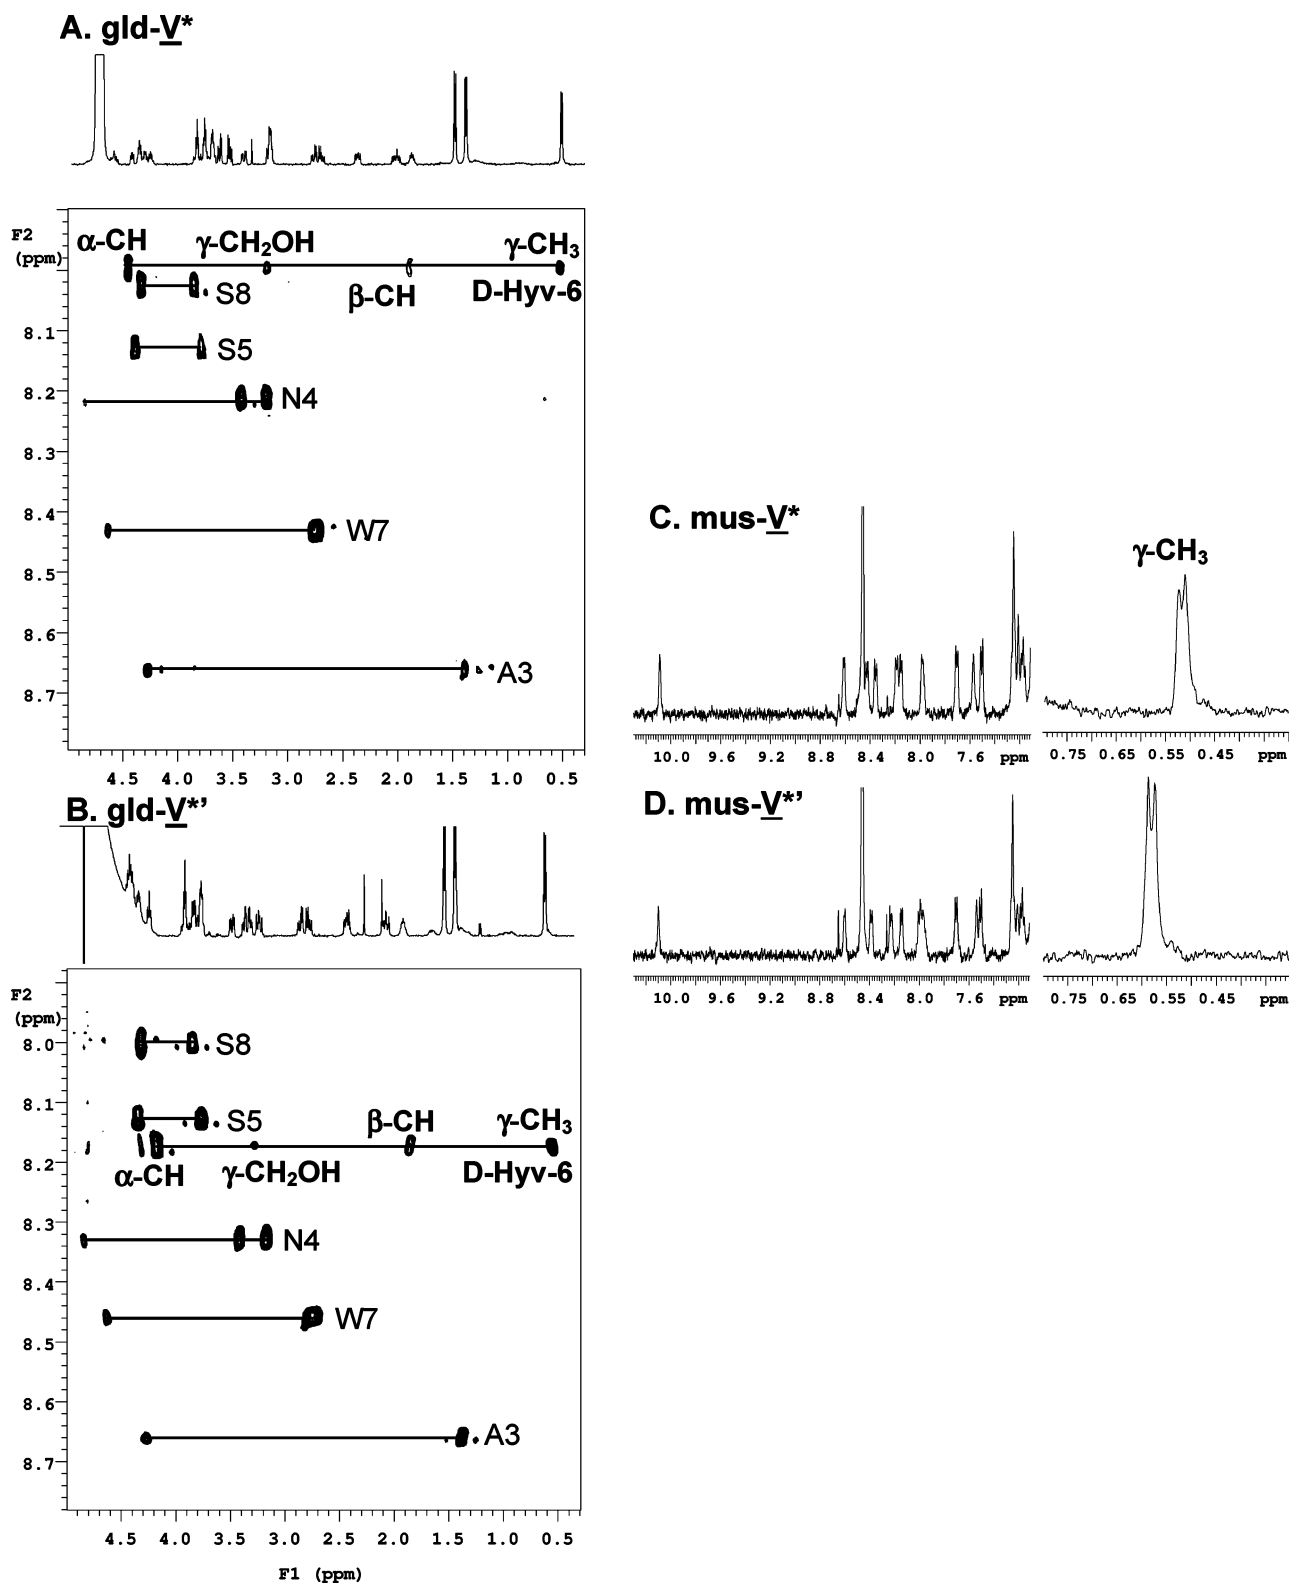 A. gld-V*
F2
(ppm)
α-CH
γ-CH2OH
γ-CH3
β-CH
D-Hyv-6
S8
8.1
S5
8.2
N4
8.3
8.4
W7
8.5
8.6
A3
8.7
4.5 4.0 3.5 3.0 2.5 2.0 1.5 1.0 0.5
B. gld-V*'
F2
(ppm)
8.0
S8
8.1
S5
β-CH
γ-CH3
8.2
α-CH
γ-CH2OH
D-Hyv-6
8.3
N4
8.4
W7
8.5
8.6
A3
8.7
4.5 4.0 3.5 3.0 2.5 2.0 1.5 1.0 0.5
F1 (ppm)
C. mus-V*
γ-CH3
10.0 9.6 9.2 8.8 8.4 8.0 7.6 ppm
0.75 0.65 0.55 0.45 ppm
D. mus-V*'
10.0 9.6 9.2 8.8 8.4 8.0 7.6 ppm
0.75 0.65 0.55 0.45 ppm